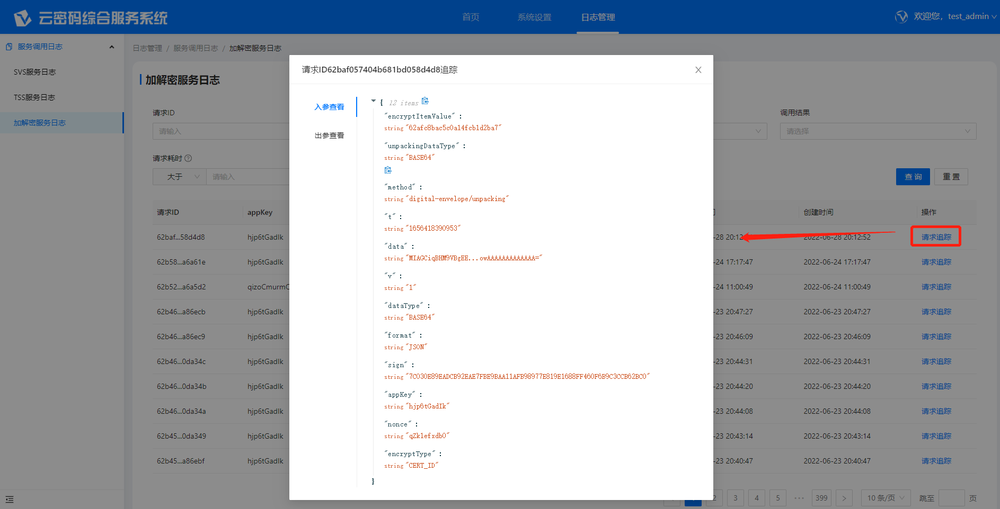 云密码综合服务系统
首页
系统设置
日志管理
欢迎您，test_admin
服务调用日志
SVS服务日志
TSS服务日志
加解密服务日志
日志管理 / 服务调用日志 / 加解密服务日志
加解密服务日志
请求ID
请输入
调用结果
请选择
请求耗时
大于
请输入
查 询
重 置
请求ID
appKey
创建时间
操作
62baf...58d4d8
hjp6tGadIk
-28 20:12
2022-06-28 20:12:52
请求追踪
62b58...a6a61e
hjp6tGadIk
-24 17:17:47
2022-06-24 17:17:47
请求追踪
62b52...a6a5d2
qizoCmurmC
-24 11:00:49
2022-06-24 11:00:49
请求追踪
62b46...a86ecb
hjp6tGadIk
-23 20:47:27
2022-06-23 20:47:27
请求追踪
62b46...a86ec9
hjp6tGadIk
-23 20:46:09
2022-06-23 20:46:09
请求追踪
62b46...0da34c
hjp6tGadIk
-23 20:44:31
2022-06-23 20:44:31
请求追踪
62b46...0da34b
hjp6tGadIk
-23 20:44:20
2022-06-23 20:44:20
请求追踪
62b46...0da34a
hjp6tGadIk
-23 20:44:08
2022-06-23 20:44:08
请求追踪
62b45...0da349
hjp6tGadIk
-23 20:43:14
2022-06-23 20:43:14
请求追踪
62b45...a86ebf
hjp6tGadIk
-23 20:40:47
2022-06-23 20:40:47
请求追踪
2
3
4
5
•••
399
10 条/页
跳至
页
请求ID62baf057404b681bd058d4d8追踪
入参查看
出参查看
{ 12 items
"encryptItemValue" :
string "62afc8bac5c0a14fcb1d2ba7"
"unpackingDataType" :
string "BASE64"
"method" :
string "digital-envelope/unpacking"
"t" :
string "1656418390953"
"data" :
string "MIAGCiqBHM9VBgEE...owAAAAAAAAAAAAA="
"v" :
string "1"
"dataType" :
string "BASE64"
"format" :
string "JSON"
"sign" :
string "7C030E89EADCB92EAE7FBE9BAA11AFB98977E819E1688FF460F6B9C3CCB62BC0"
"appKey" :
string "hjp6tGadIk"
"nonce" :
string "qZk1efxdb0"
"encryptType" :
string "CERT_ID"
}